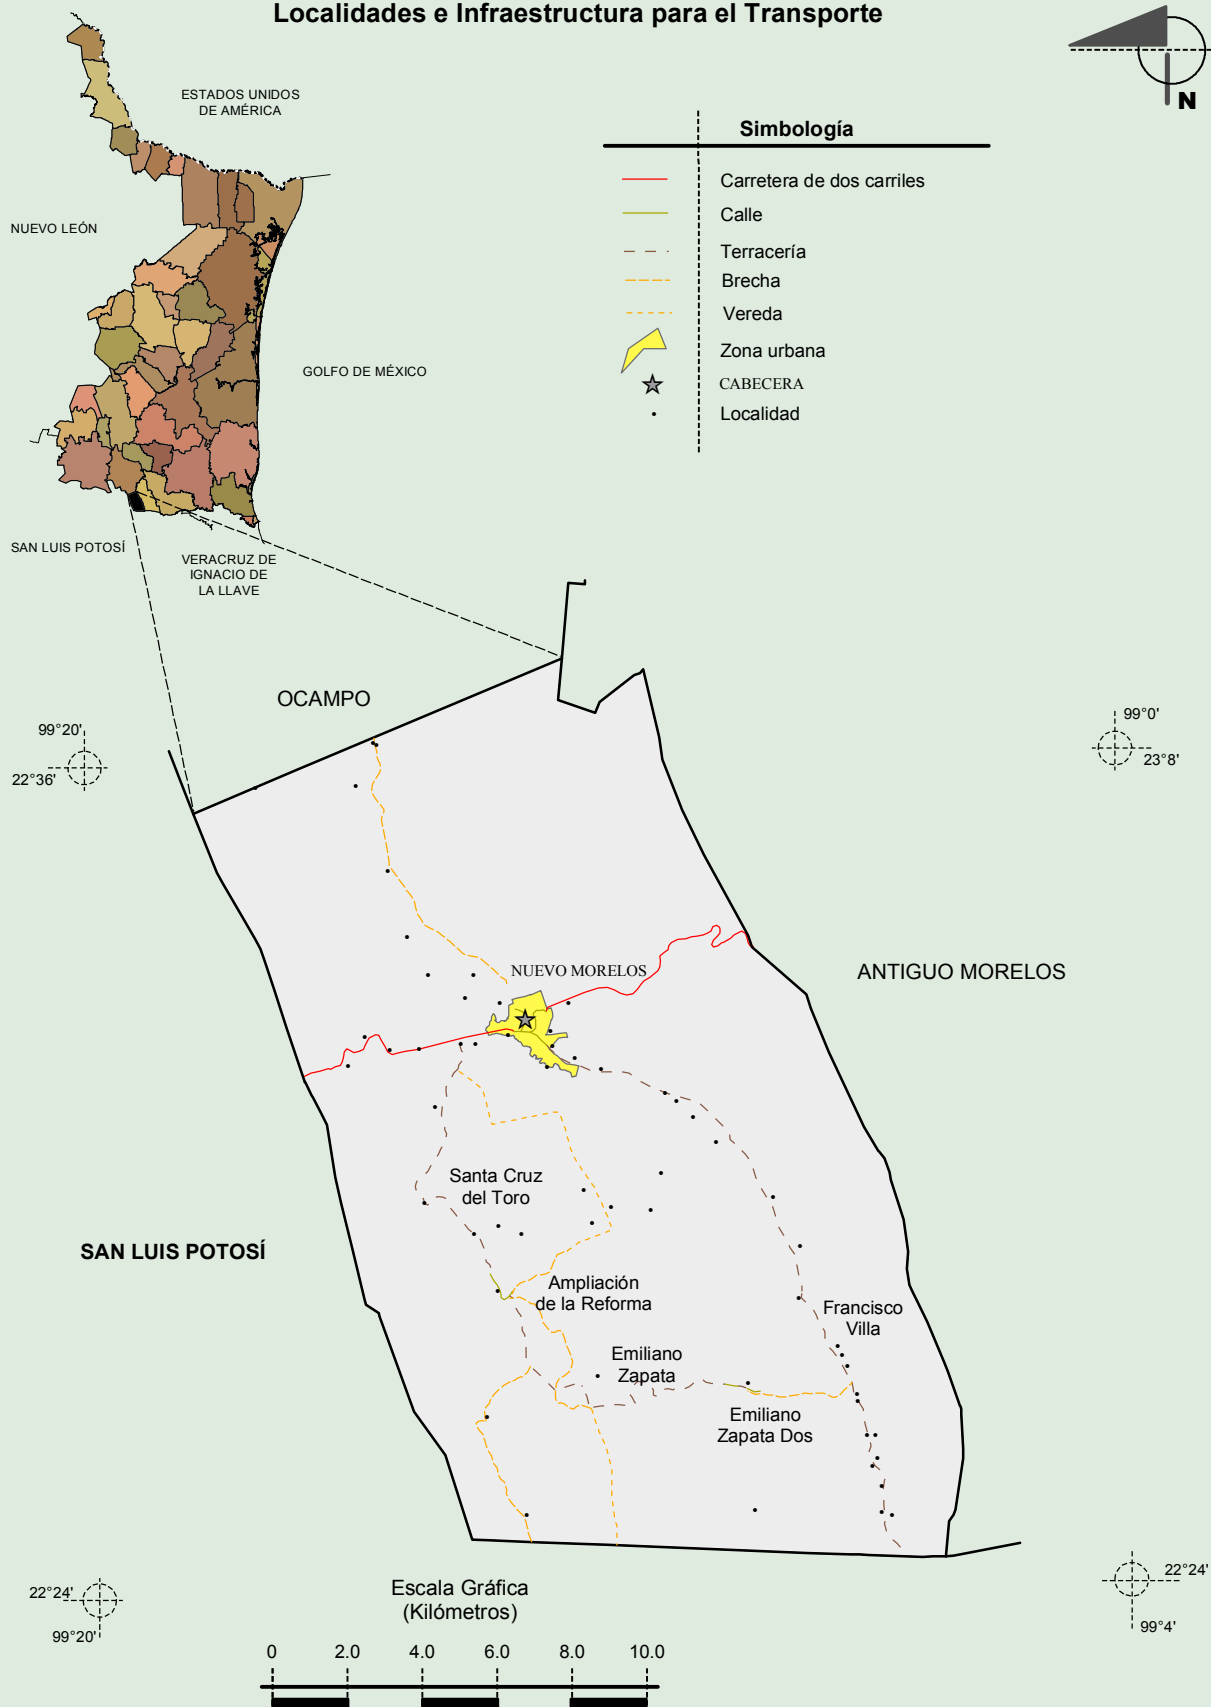 Localidades e Infraestructura para el Transporte
N
ESTADOS UNIDOS
DE AMÉRICA
NUEVO LEÓN
GOLFO DE MÉXICO
SAN LUIS POTOSÍ
VERACRUZ DE
IGNACIO DE
LA LLAVE
Simbología
Carretera de dos carriles
Calle
Terracería
Brecha
Vereda
Zona urbana
CABECERA
Localidad
OCAMPO
99°20'
22°36'
99°0'
23°8'
NUEVO MORELOS
ANTIGUO MORELOS
Santa Cruz
del Toro
SAN LUIS POTOSÍ
Ampliación
de la Reforma
Francisco
Villa
Emiliano
Zapata
Emiliano
Zapata Dos
22°24'
99°20'
22°24'
99°4'
Escala Gráfica
(Kilómetros)
0 2.0 4.0 6.0 8.0 10.0